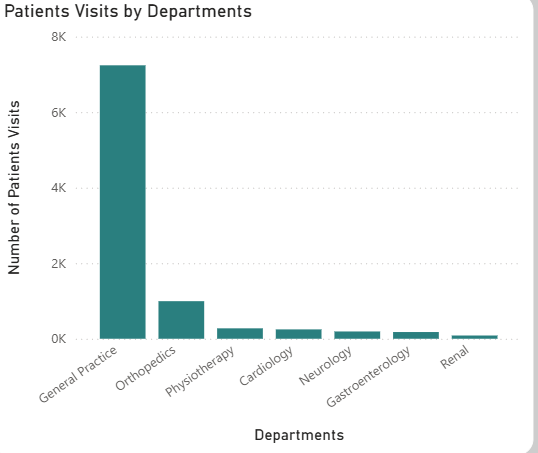 Patients Visits by Departments
Number of Patients Visits
8K
6K
4K
2K
0K
General Practice
Orthopedics
Physiotherapy
Cardiology
Neurology
Gastroenterology
Renal
Departments